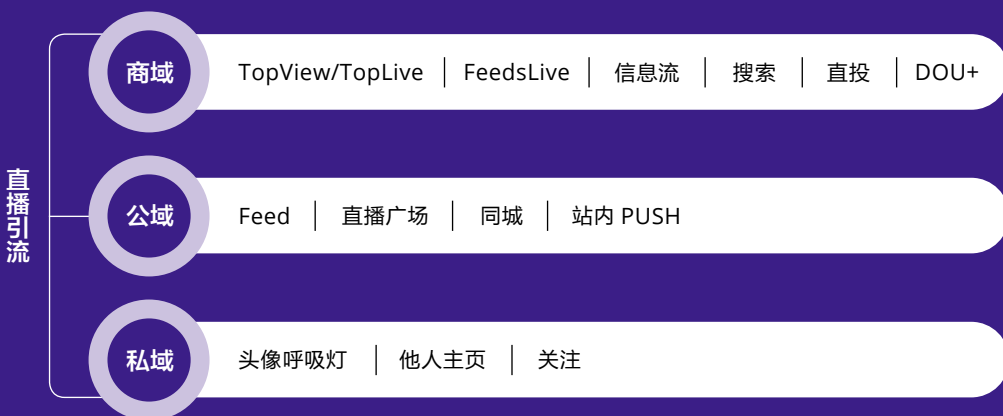 直播引流
商域
TopView/TopLive | FeedsLive | 信息流 | 搜索 | 直投 | DOU+
公域
Feed | 直播广场 | 同城 | 站内 PUSH
私域
头像呼吸灯 | 他人主页 | 关注